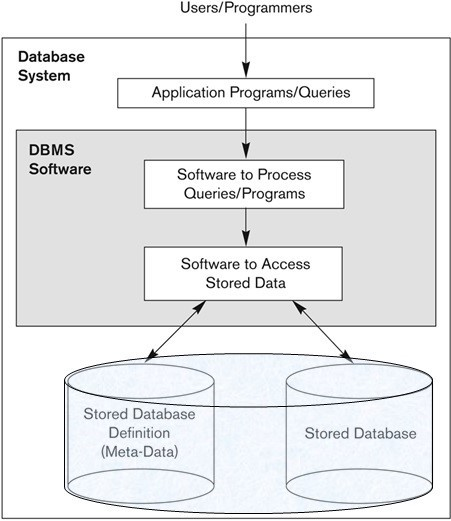 Users/Programmers
Database
System
Application Programs/Queries
DBMS
Software
Software to Process
Queries/Programs
Software to Access
Stored Data
Stored Database
Definition
(Meta-Data)
Stored Database